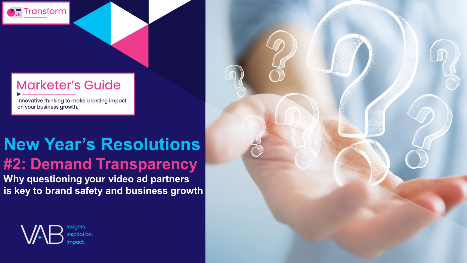 Transform
Marketer's Guide
Innovative thinking to make a lasting impact
on your business growth.
New Year's Resolutions
#2: Demand Transparency
Why questioning your video ad partners
is key to brand safety and business growth
VAB
Insights.
Inspiration.
Impact.